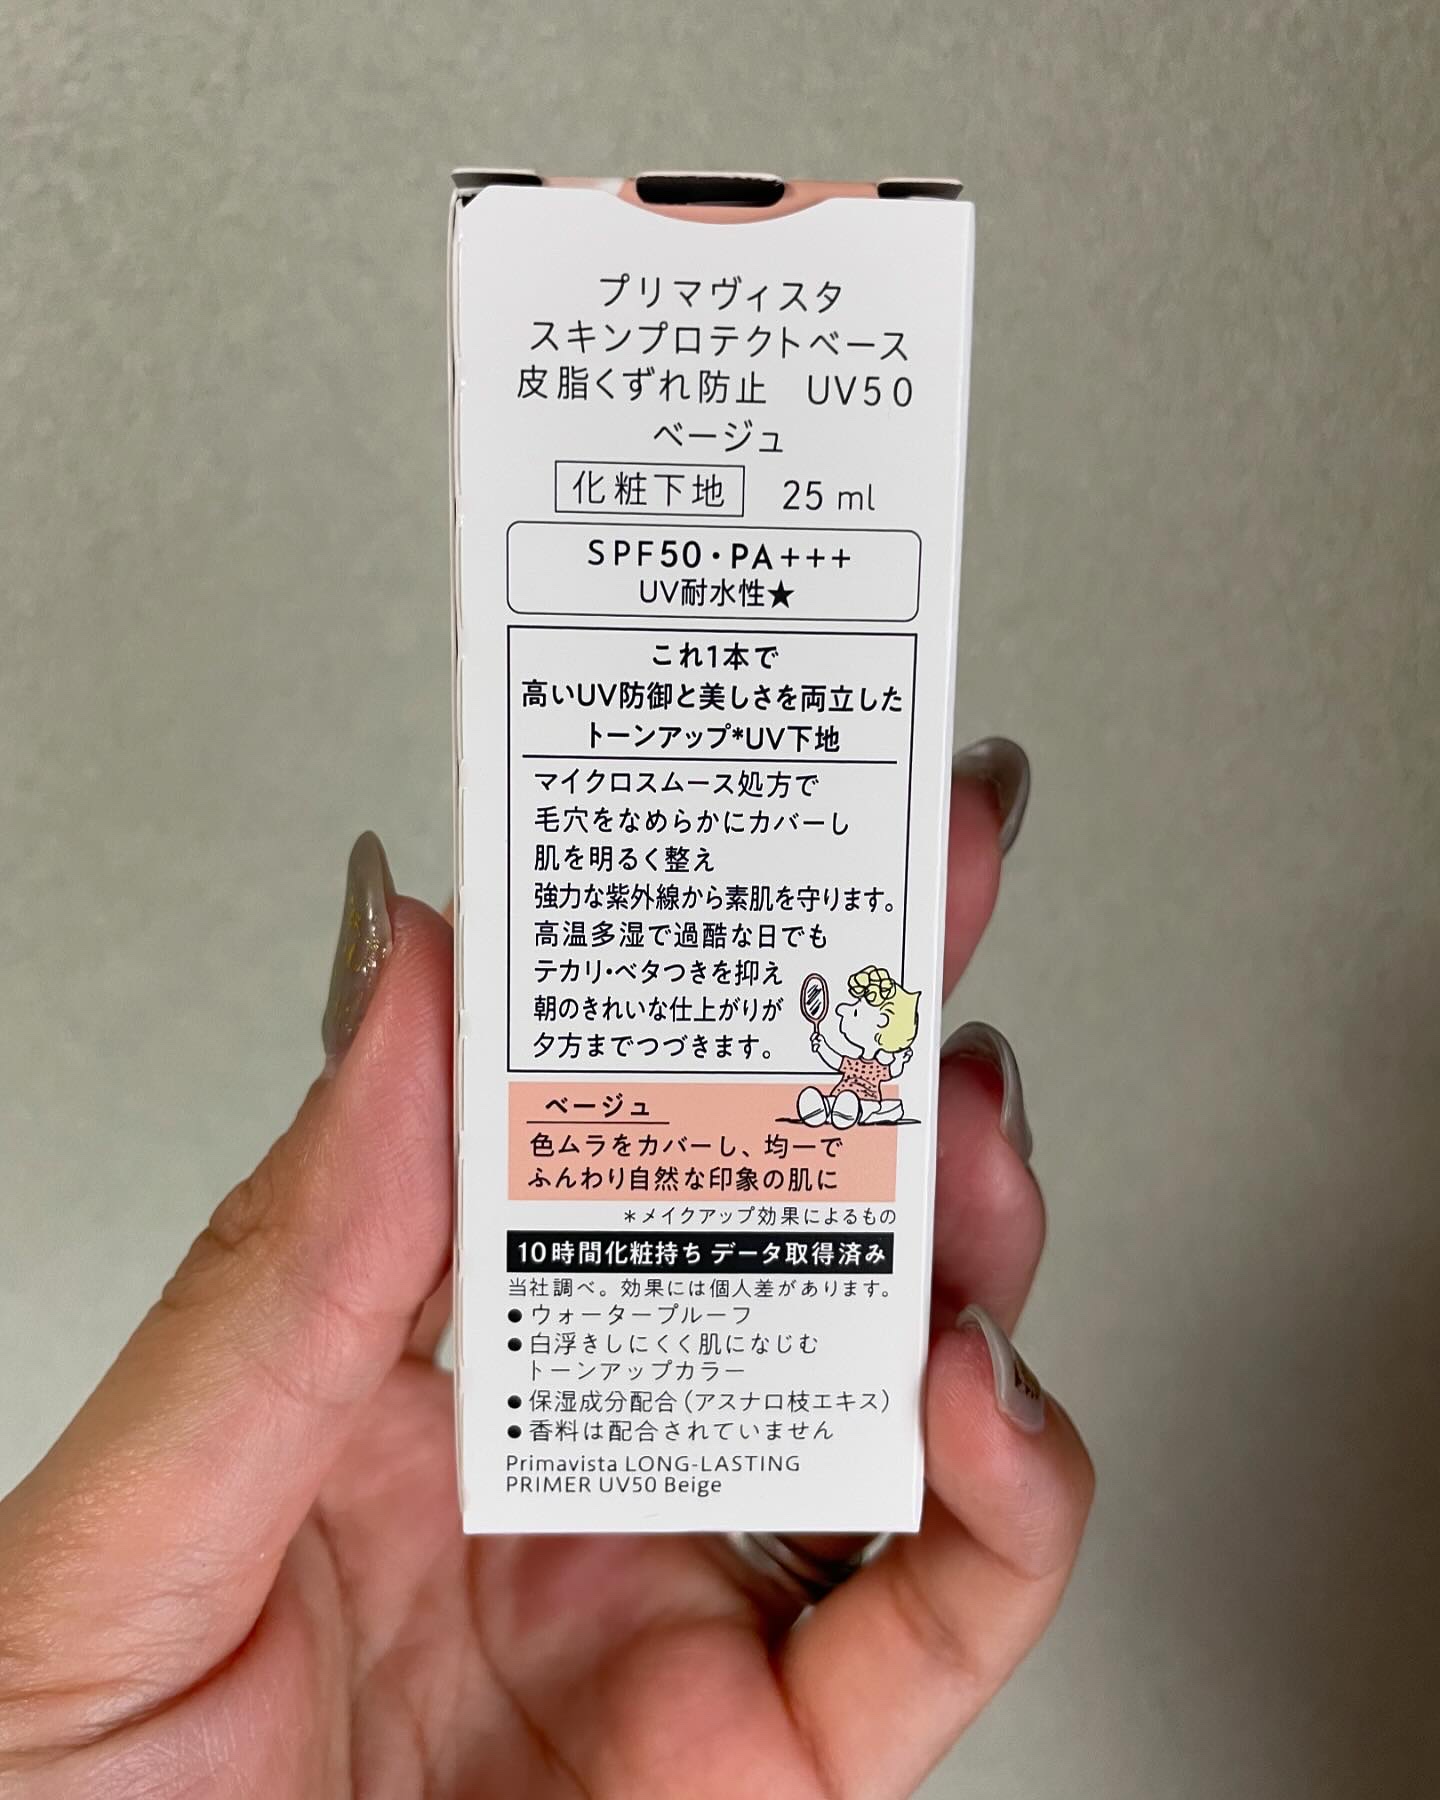 プリマヴィスタ
スキンプロテクトベース
皮脂くずれ防止 UV50
ベージュ
化粧下地 25 ml
SPF50・PA+++
UV耐水性★
これ1本で
高いUV防御と美しさを両立した
トーンアップ*UV下地
マイクロスムース処方で
毛穴をなめらかにカバーし
肌を明るく整え
強力な紫外線から素肌を守ります。
高温多湿で過酷な日でも
テカリ・ベタつきを抑え
朝のきれいな仕上がりが
夕方までつづきます。
ベージュ
色ムラをカバーし、均一で
ふんわり自然な印象の肌に
*メイクアップ効果によるもの
10時間化粧持ち データ取得済み
当社調べ。効果には個人差があります。
●ウォータープルーフ
●白浮きしにくく肌になじむ
トーンアップカラー
●保湿成分配合(アスナロ枝エキス)
●香料は配合されていません
Primavista LONG-LASTING
PRIMER UV50 Beige